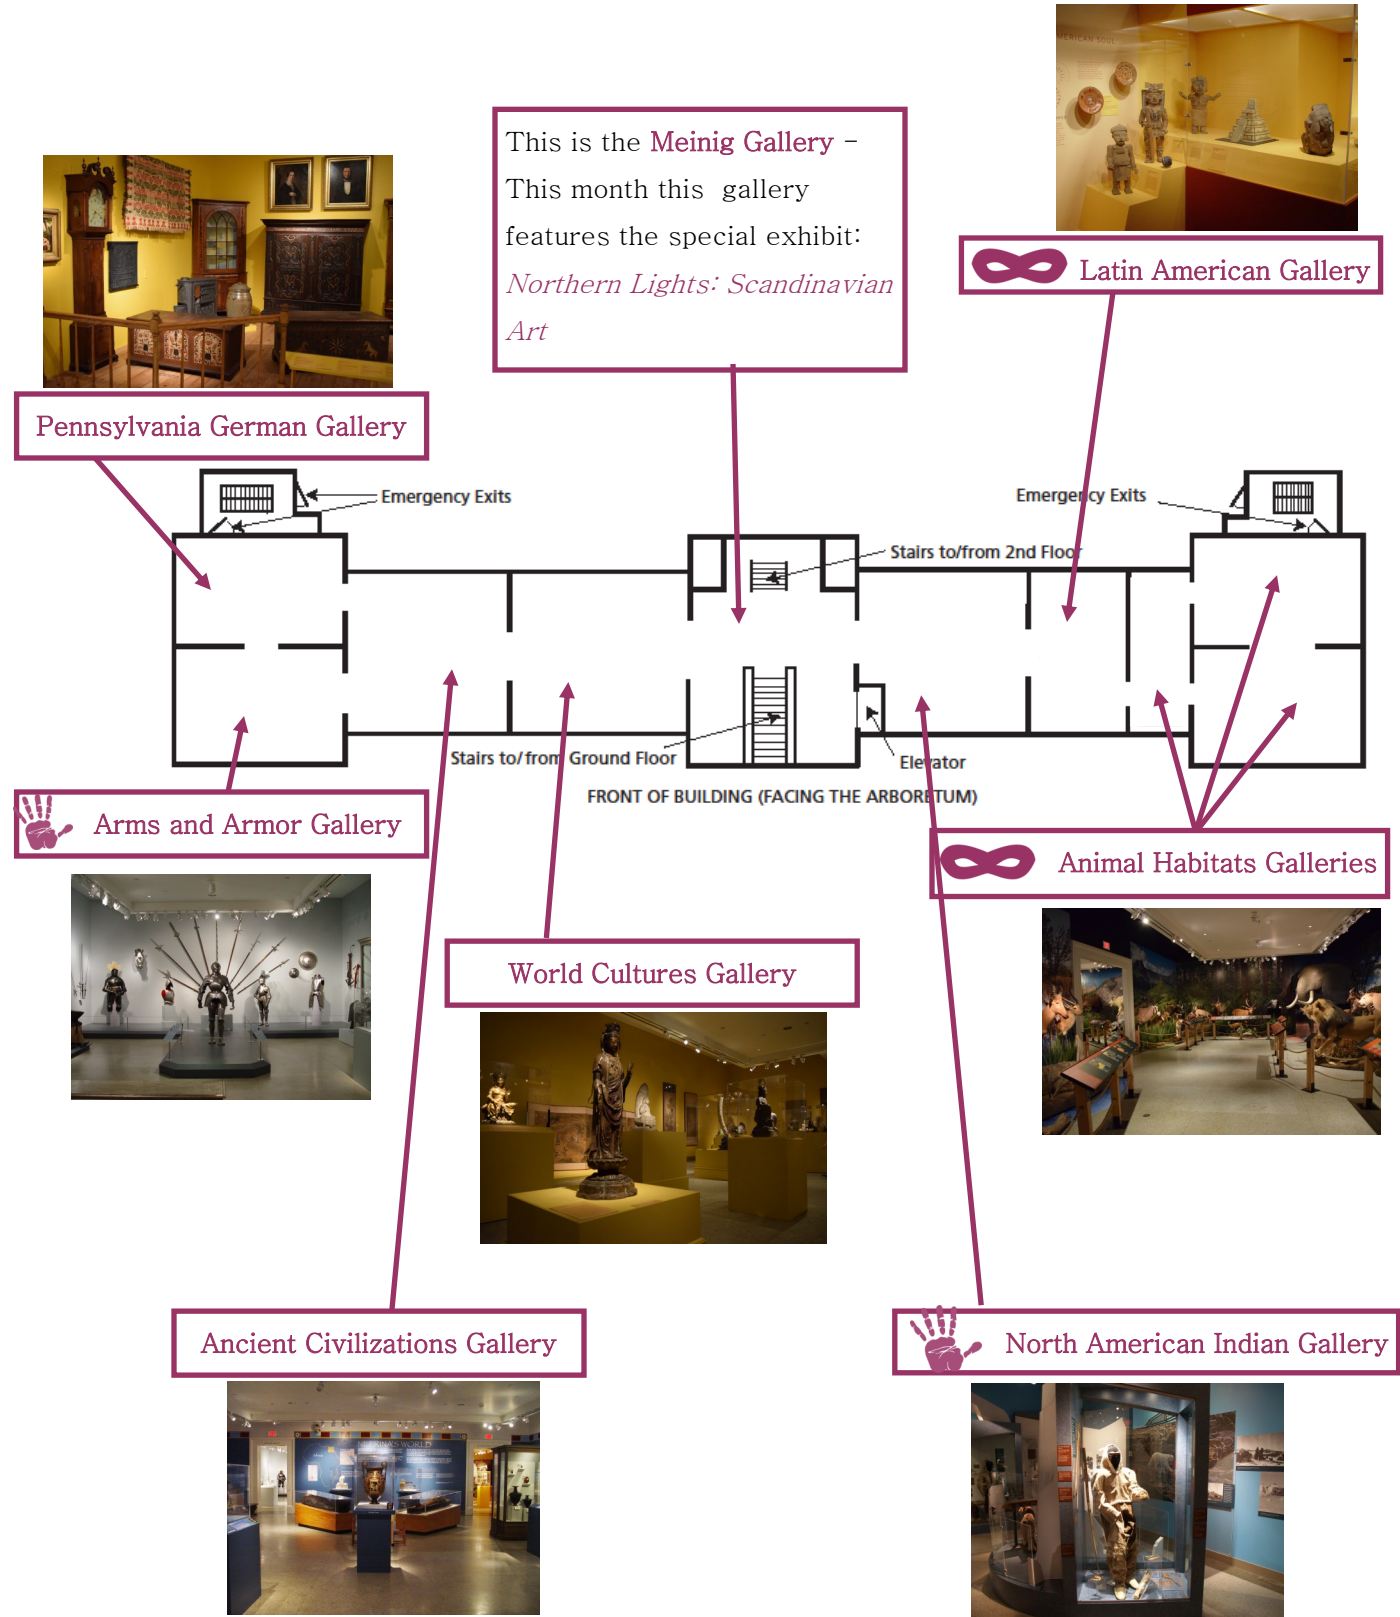 This is the Meinig Gallery –
This month this gallery
features the special exhibit:
Northern Lights: Scandinavian
Art
Latin American Gallery
Pennsylvania German Gallery
Emergency Exits
Emergency Exits
Stairs to/from 2nd Floor
Stairs to/from Ground Floor
Elevator
FRONT OF BUILDING (FACING THE ARBORETUM)
Arms and Armor Gallery
Animal Habitats Galleries
World Cultures Gallery
Ancient Civilizations Gallery
North American Indian Gallery